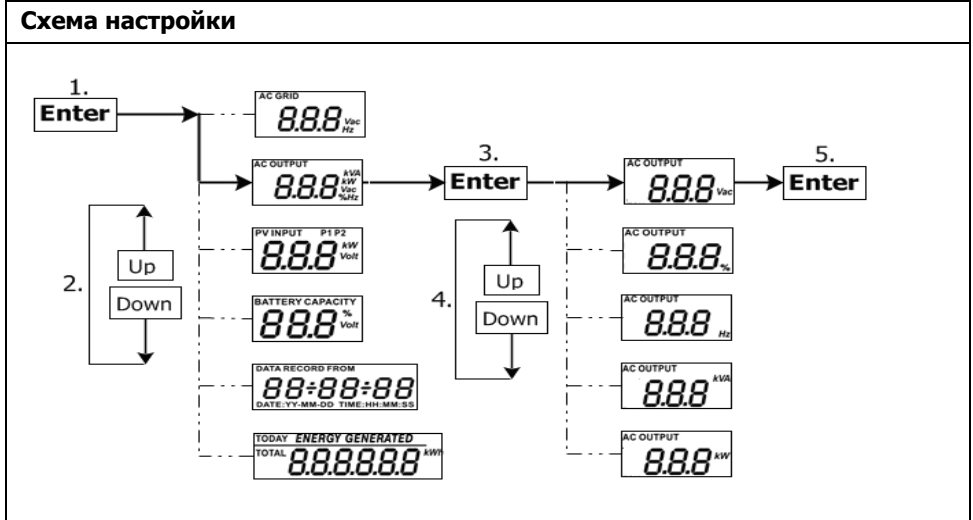 Схема настройки
1.
Enter
AC GRID
8.8.8 Vac
Hz
AC OUTPUT
8.8.8 kVA
kW
Vac
%Hz
3.
Enter
AC OUTPUT
8.8.8 Vac
5.
Enter
2.
Up
Down
PV INPUT P1 P2
8.8.8 kW
Volt
BATTERY CAPACITY
8 8.8 %
Volt
DATA RECORD FROM
88÷88÷88
DATE:YY-MM-DD TIME:HH:MM:SS
TODAY ENERGY GENERATED
TOTAL 8.8.8.8.8.8 kWh
4.
Up
Down
AC OUTPUT
8.8.8 %
AC OUTPUT
8.8.8 Hz
AC OUTPUT
8.8.8 kVA
AC OUTPUT
8.8.8 kW